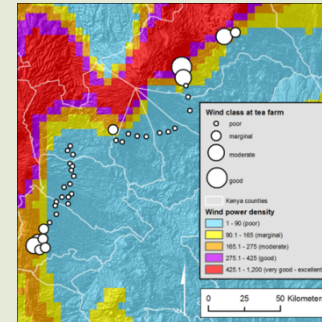 Wind class at tea farm
poor
marginal
moderate
good
Kenya counties
Wind power density
1 - 90 (poor)
90.1 - 165 (marginal)
165.1 - 275 (moderate)
275.1 - 425 (good)
425.1 - 1,200 (very good - excellent)
0 25 50 Kilometer